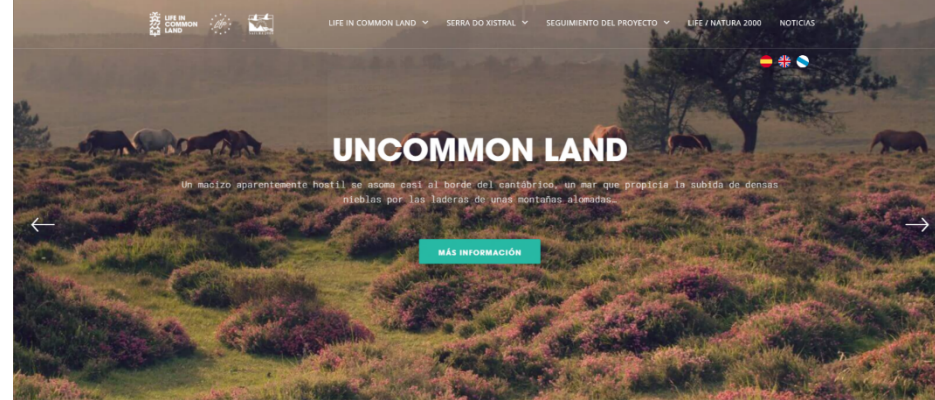 LIFE IN
COMMON
LAND
LIFE IN COMMON LAND
SERRA DO XISTRAL
SEGUIMIENTO DEL PROYECTO
LIFE / NATURA 2000
NOTICIAS
UNCOMMON LAND
Un macizo aparentemente hostil se asoma casi al borde del cantábrico, un mar que propicia la subida de densas
nieblas por las laderas de unas montañas alomadas.
MÁS INFORMACIÓN